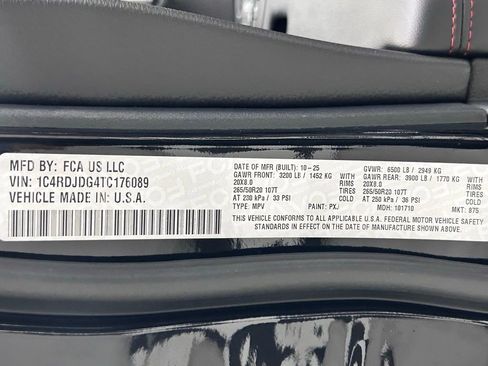 MFD BY: FCA US LLC
VIN: 1C4RDJDG4TC176089
VEHICLE MADE IN: U.S.A.
DATE OF MFR (BUILT): 10-25 GVWR: 6500 LB / 2949 KG
GAWR FRONT: 3200 LB / 1452 KG WITH GAWR REAR: 3900 LB / 1770 KG WITH
20X8.0 RIMS 20X8.0 RIMS
265/50R20 107T TIRES 265/50R20 107T TIRES
AT 230 kPa / 33 PSI COLD AT 250 kPa / 36 PSI COLD
TYPE: MPV PAINT: PXJ MDH: 101710 MKT: 875
THIS VEHICLE CONFORMS TO ALL APPLICABLE U.S.A. FEDERAL MOTOR VEHICLE SAFETY
STANDARDS IN EFFECT ON THE DATE OF MANUFACTURE SHOWN ABOVE.